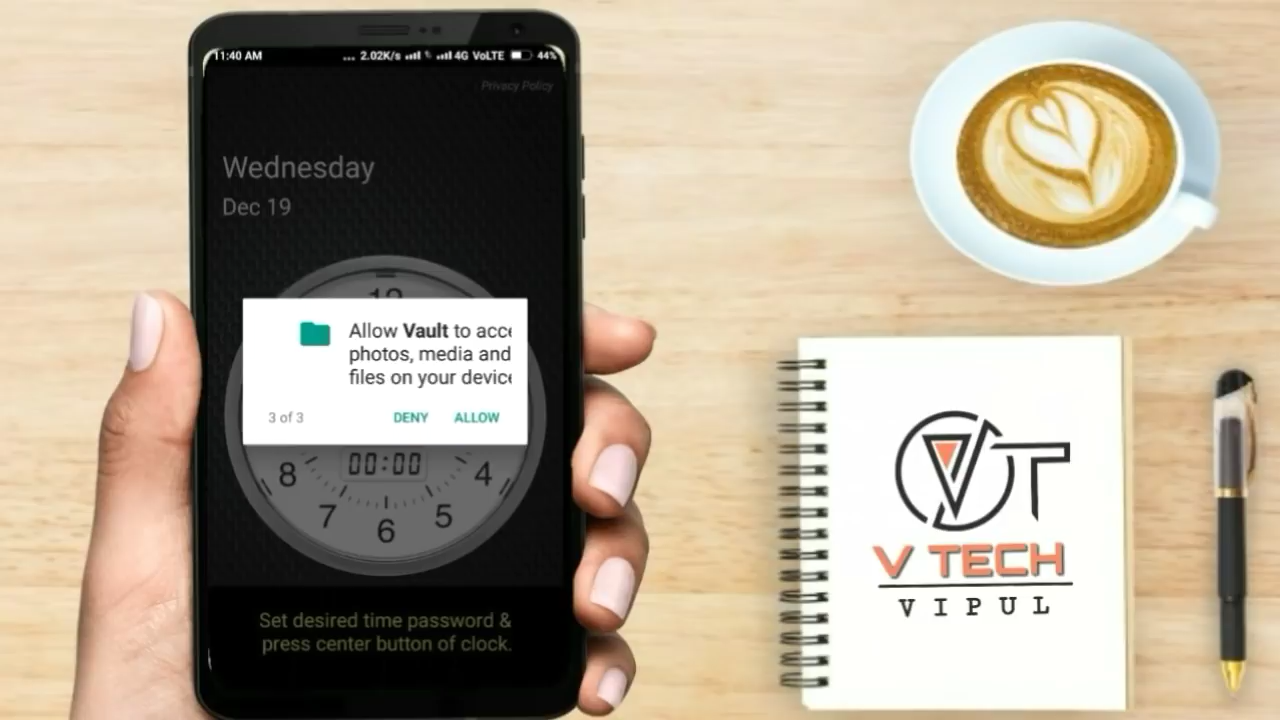 11:40 AM
... 2.02K/s 4G VoLTE 44%
Privacy Policy
Wednesday
Dec 19
12
Allow Vault to acce
photos, media and
files on your device
3 of 3
DENY ALLOW
00:00
8
4
7
5
6
Set desired time password &
press center button of clock.
VT
V TECH
VIPUL